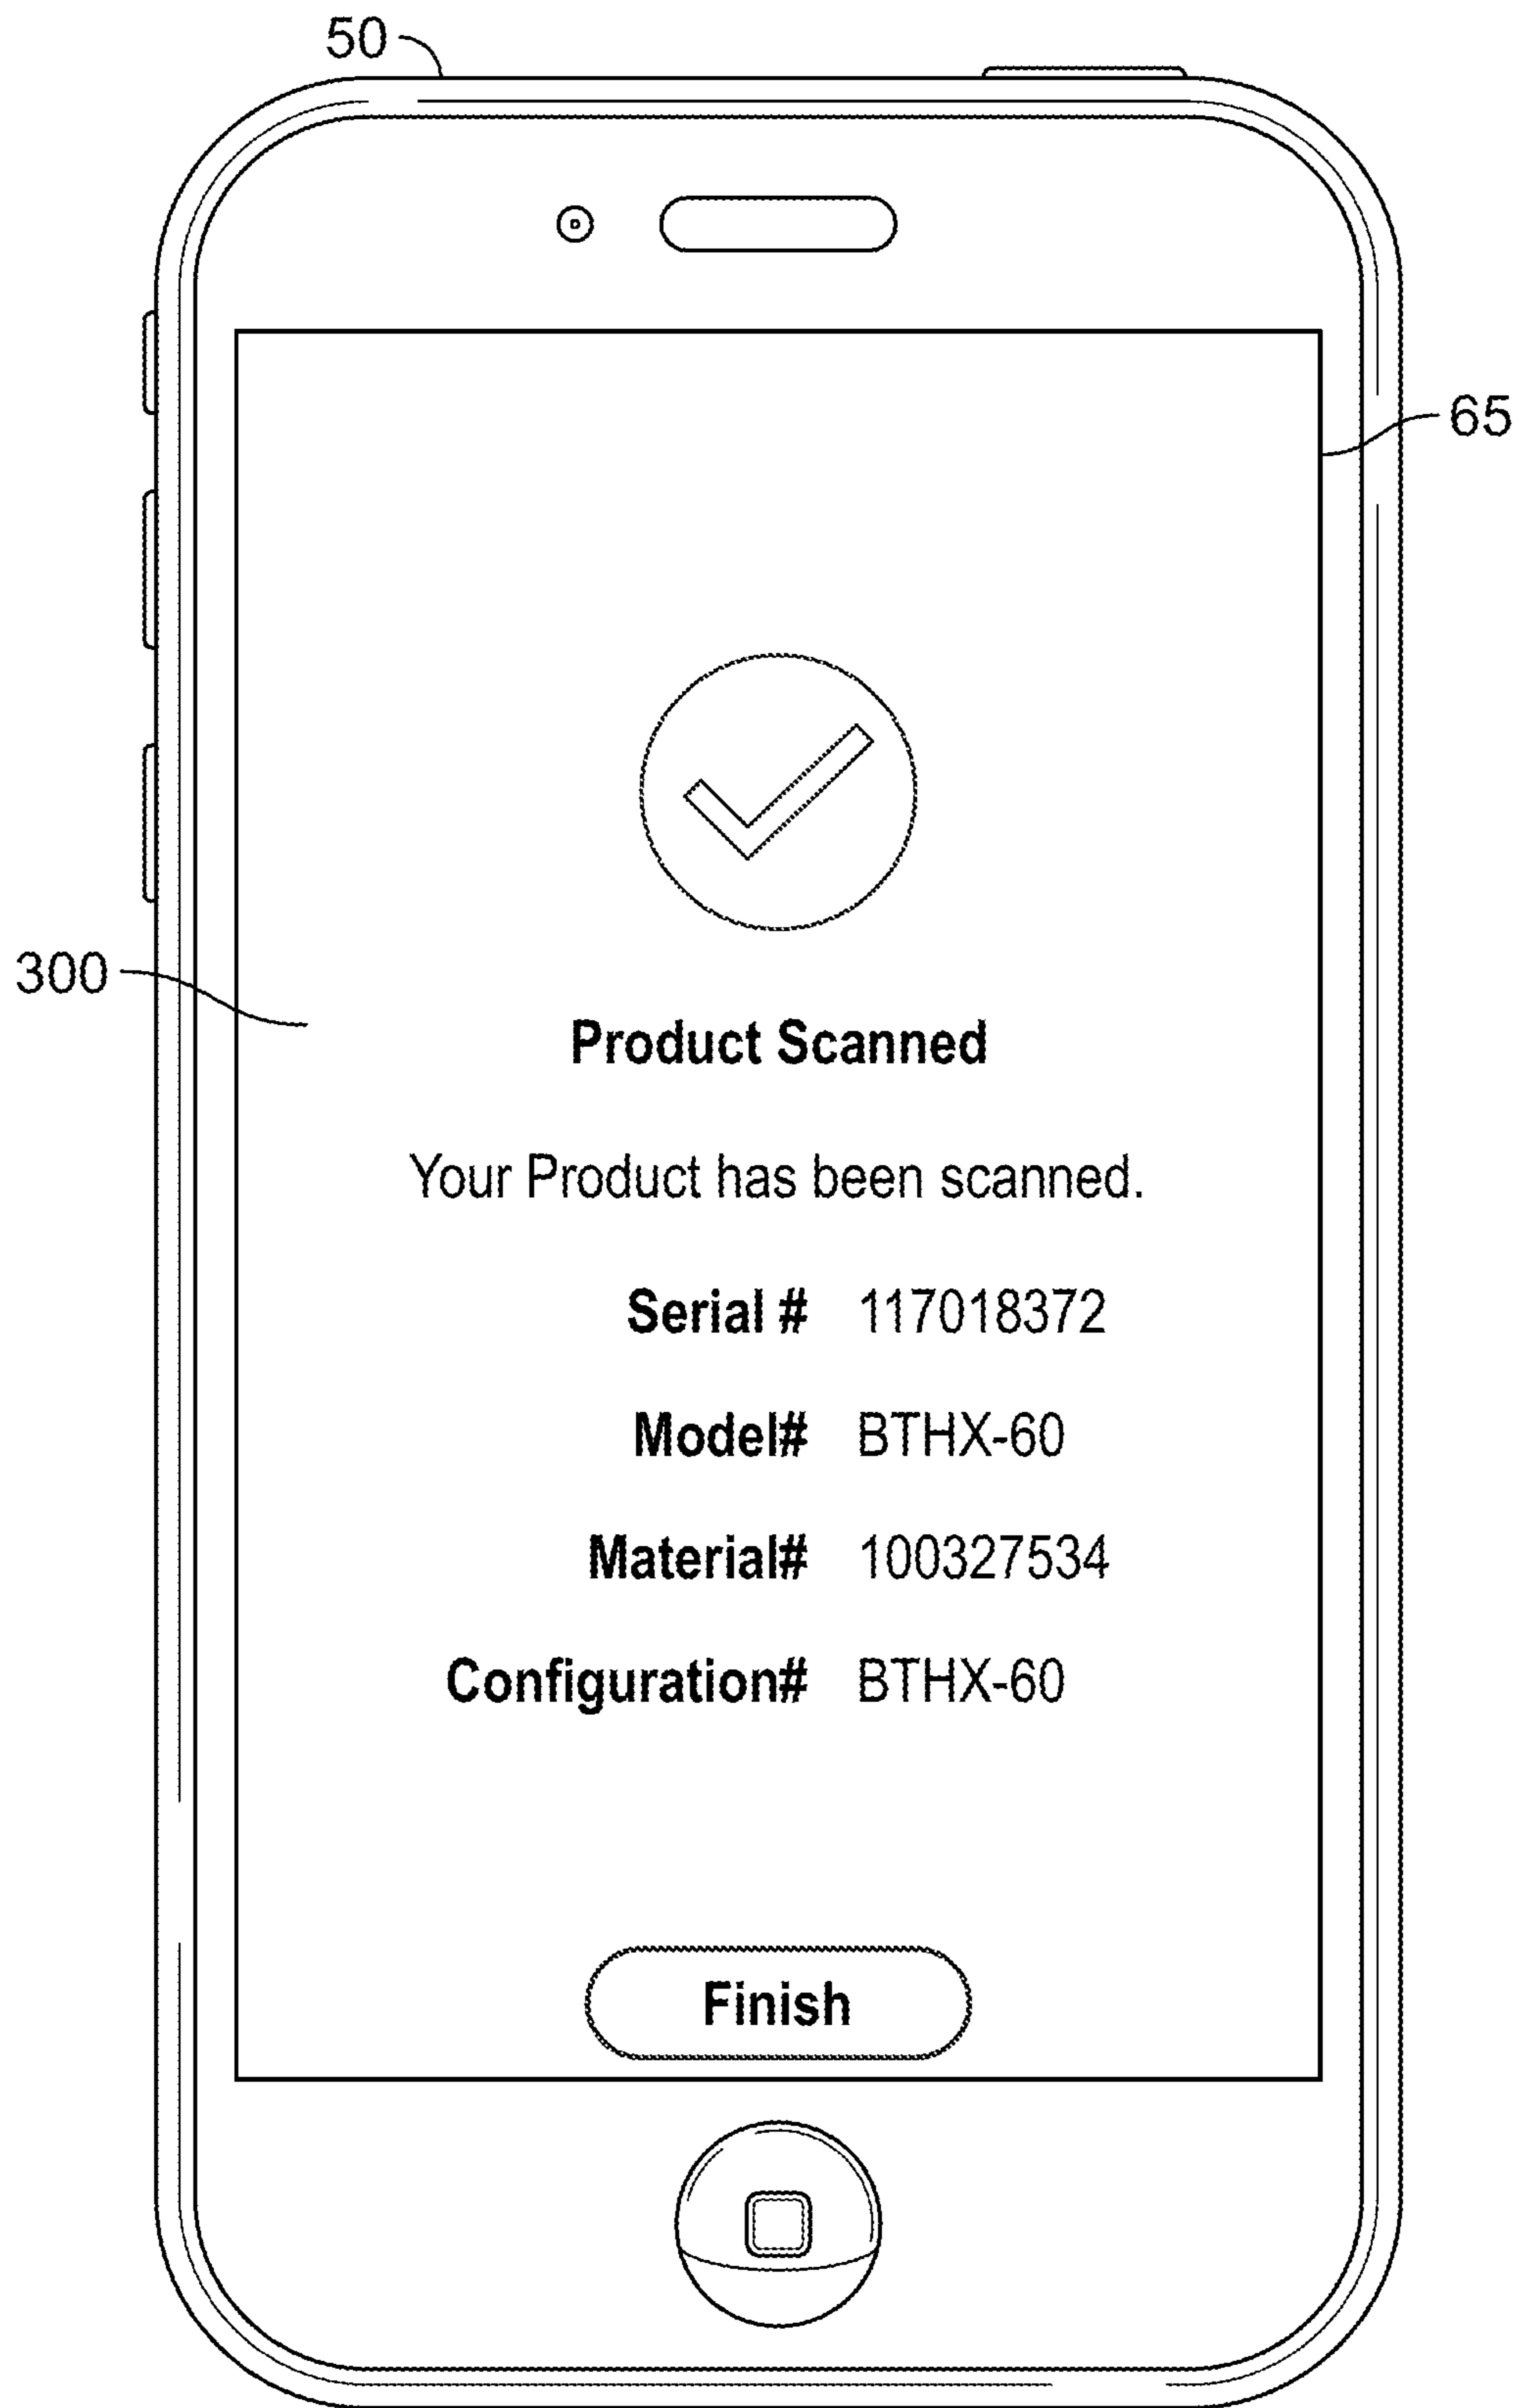 50
65
300
Product Scanned
Your Product has been scanned.
Serial # 117018372
Model# BTHX-60
Material# 100327534
Configuration# BTHX-60
Finish